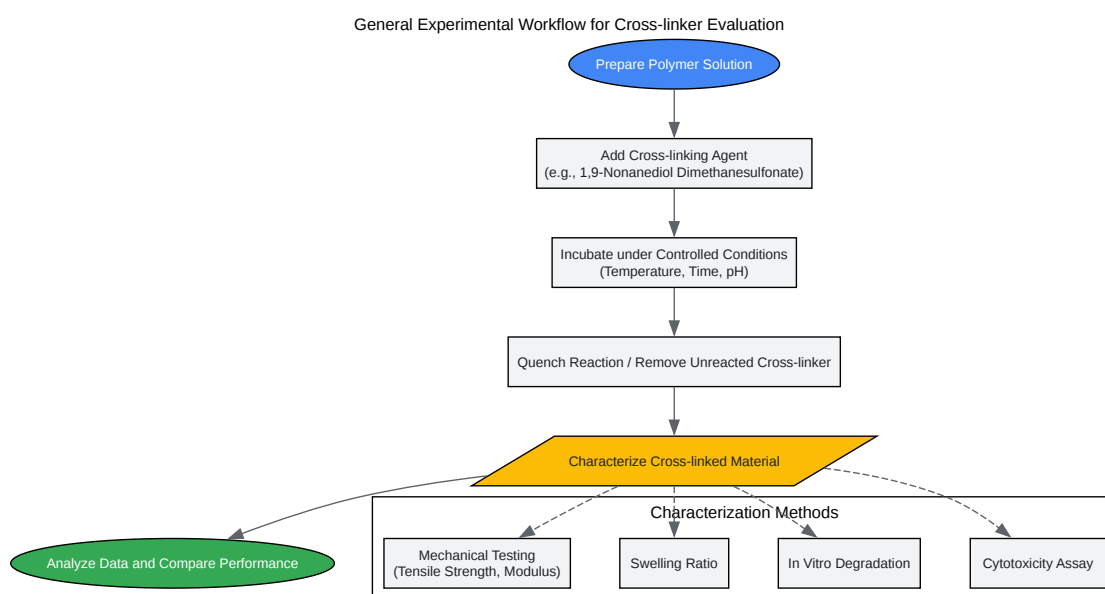 General Experimental Workflow for Cross-linker Evaluation
Prepare Polymer Solution
Add Cross-linking Agent
(e.g., 1,9-Nonanediol Dimethanesulfonate)
Incubate under Controlled Conditions
(Temperature, Time, pH)
Quench Reaction / Remove Unreacted Cross-linker
Characterize Cross-linked Material
Characterization Methods
Analyze Data and Compare Performance
Mechanical Testing
(Tensile Strength, Modulus)
Swelling Ratio
In Vitro Degradation
Cytotoxicity Assay